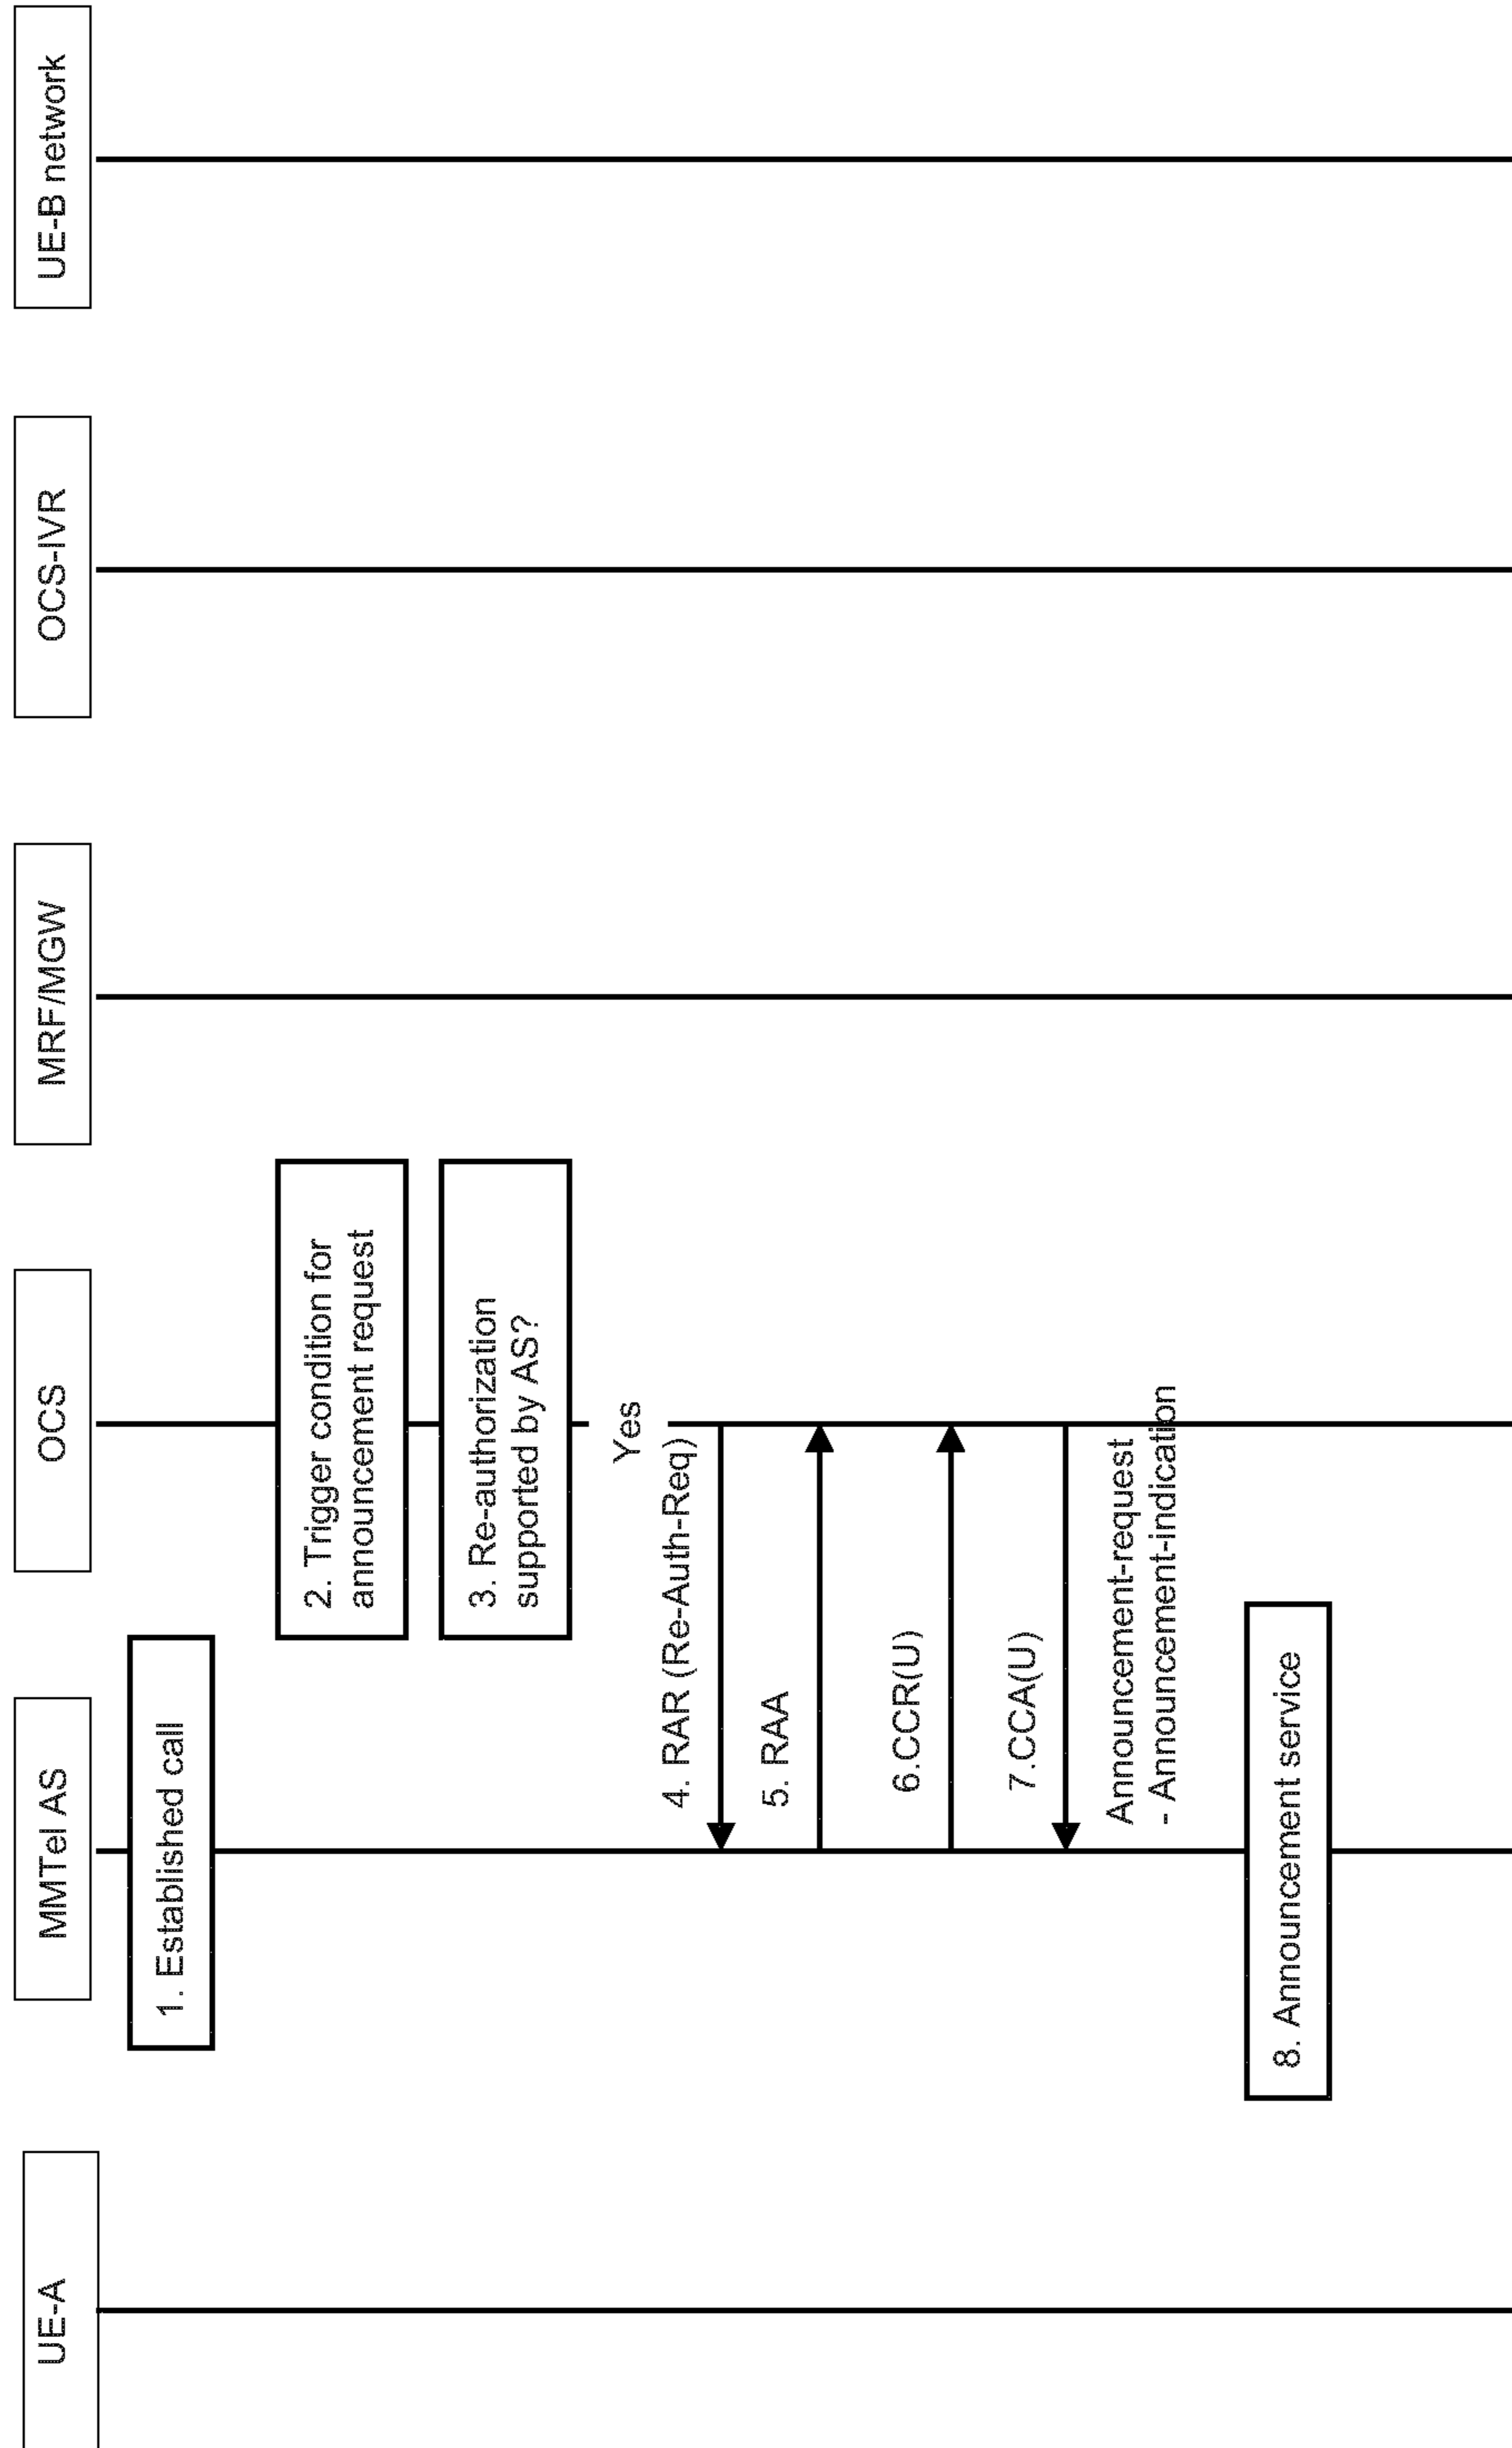 UE-A
MMTel AS
OCS
MRF/MGW
OCS-IVR
UE-B network
1. Established call
2. Trigger condition for
announcement request
3. Re-authorization
supported by AS?
Yes
4. RAR (Re-Auth-Req)
5. RAA
6.CCR(U)
7.CCA(U)
Announcement-request
- Announcement-indication
8. Announcement service